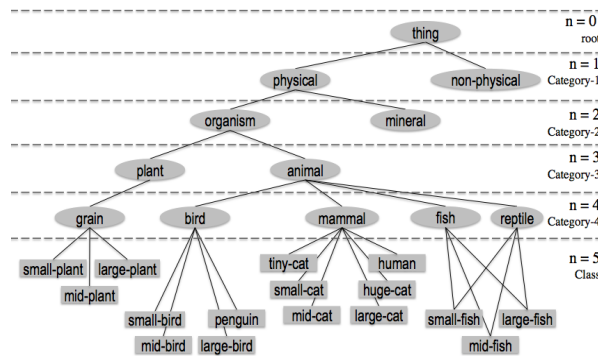 thing
n = 0
root
physical
non-physical
n = 1
Category-1
organism
mineral
n = 2
Category-2
plant
animal
n = 3
Category-3
grain
bird
mammal
fish
reptile
n = 4
Category-4
small-plant
large-plant
mid-plant
tiny-cat
human
small-cat
huge-cat
mid-cat
large-cat
small-bird
penguin
mid-bird
large-bird
small-fish
large-fish
mid-fish
n = 5
Class